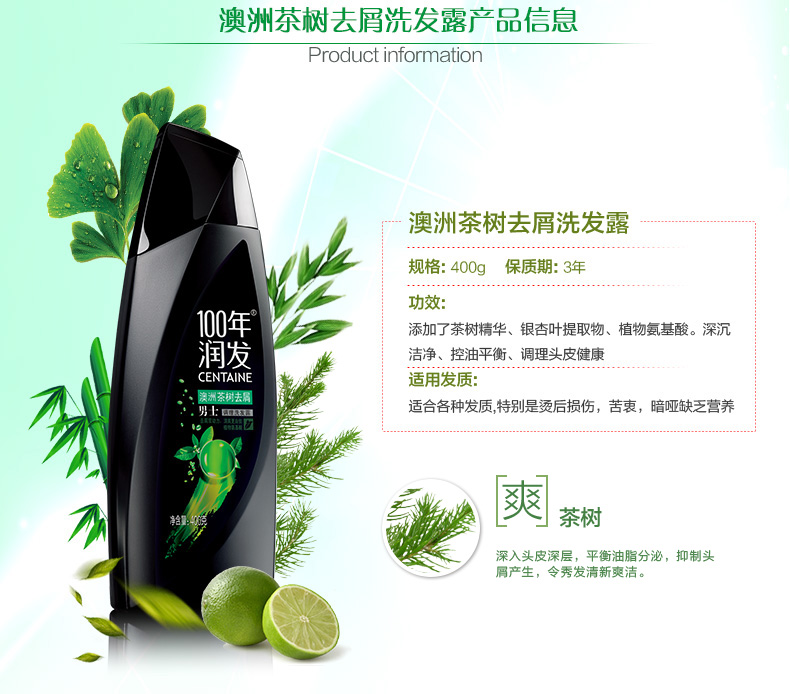 澳洲茶树去屑洗发露产品信息
Product information
100年®
润发
CENTAINE
澳洲茶树去屑
男士
净含量:400克
澳洲茶树去屑洗发露
规格: 400g 保质期: 3年
功效:
添加了茶树精华、银杏叶提取物、植物氨基酸。深沉
洁净、控油平衡、调理头皮健康
适用发质:
适合各种发质,特别是烫后损伤，苦衷，暗哑缺乏营养
爽 茶树
深入头皮深层，平衡油脂分泌，抑制头
屑产生，令秀发清新爽洁。